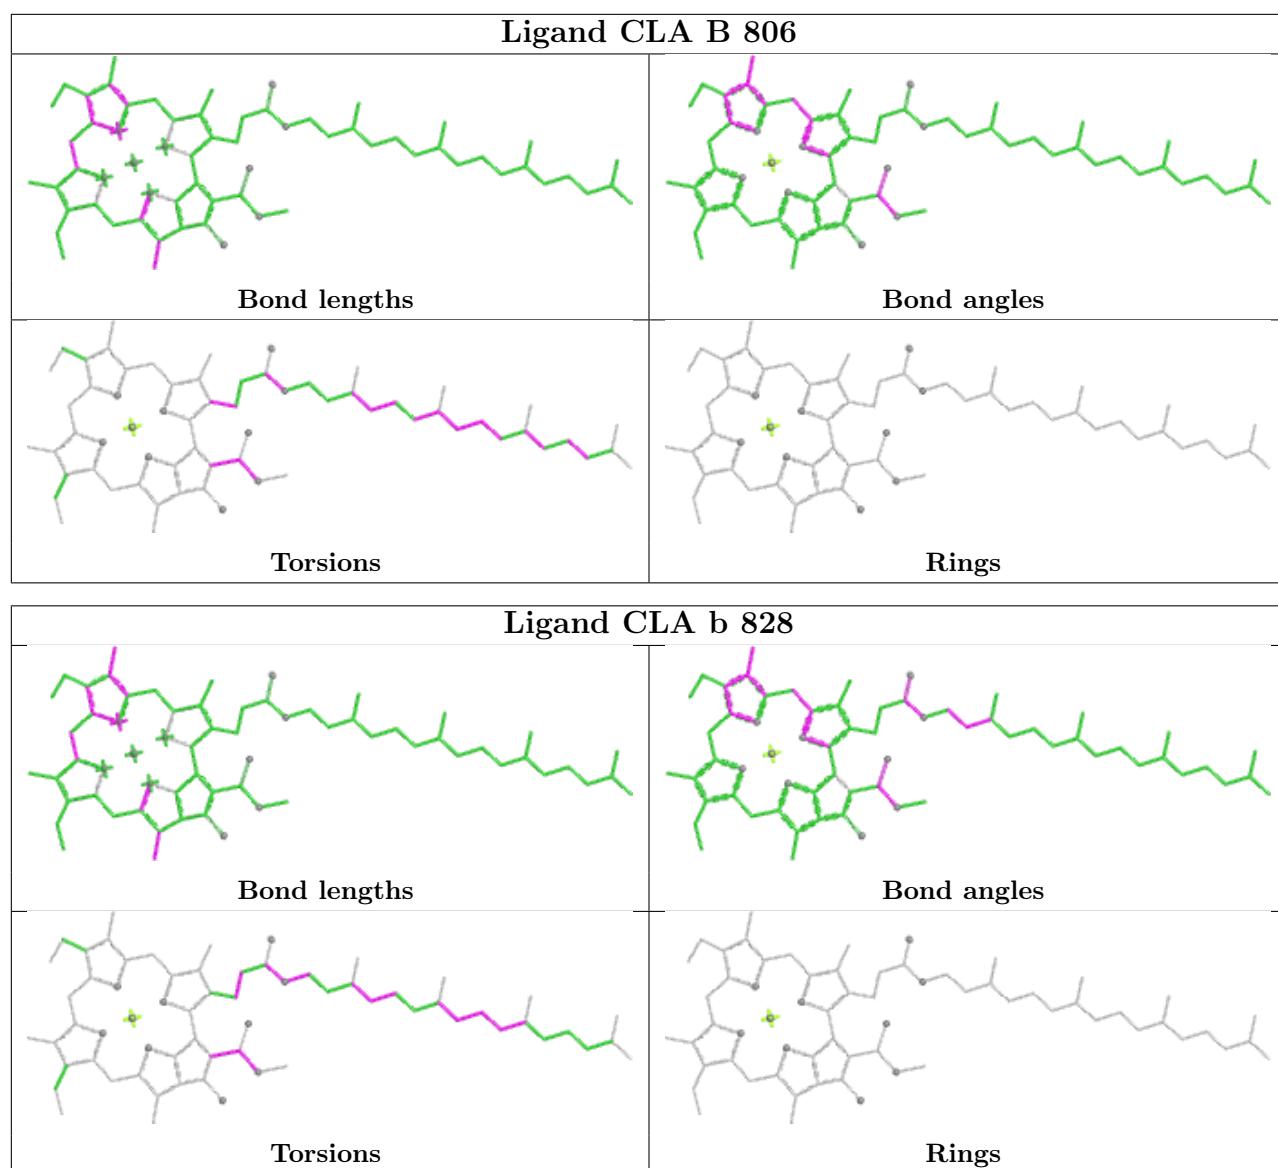 Ligand CLA B 806
Bond lengths
Bond angles
Torsions
Rings
Ligand CLA b 828
Bond lengths
Bond angles
Torsions
Rings